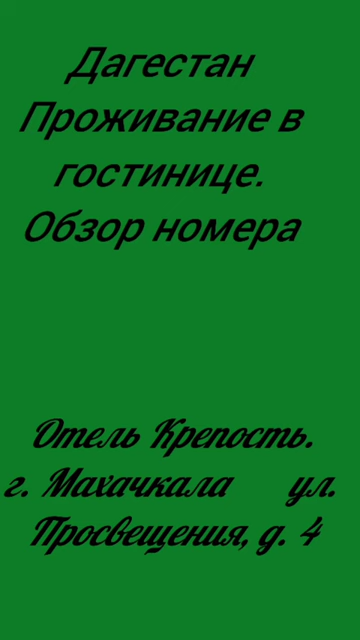 Дагестан
Проживание в
гостинице.
Обзор номера
Отель Крепость.
г. Махачкала ул.
Просвещения, д. 4